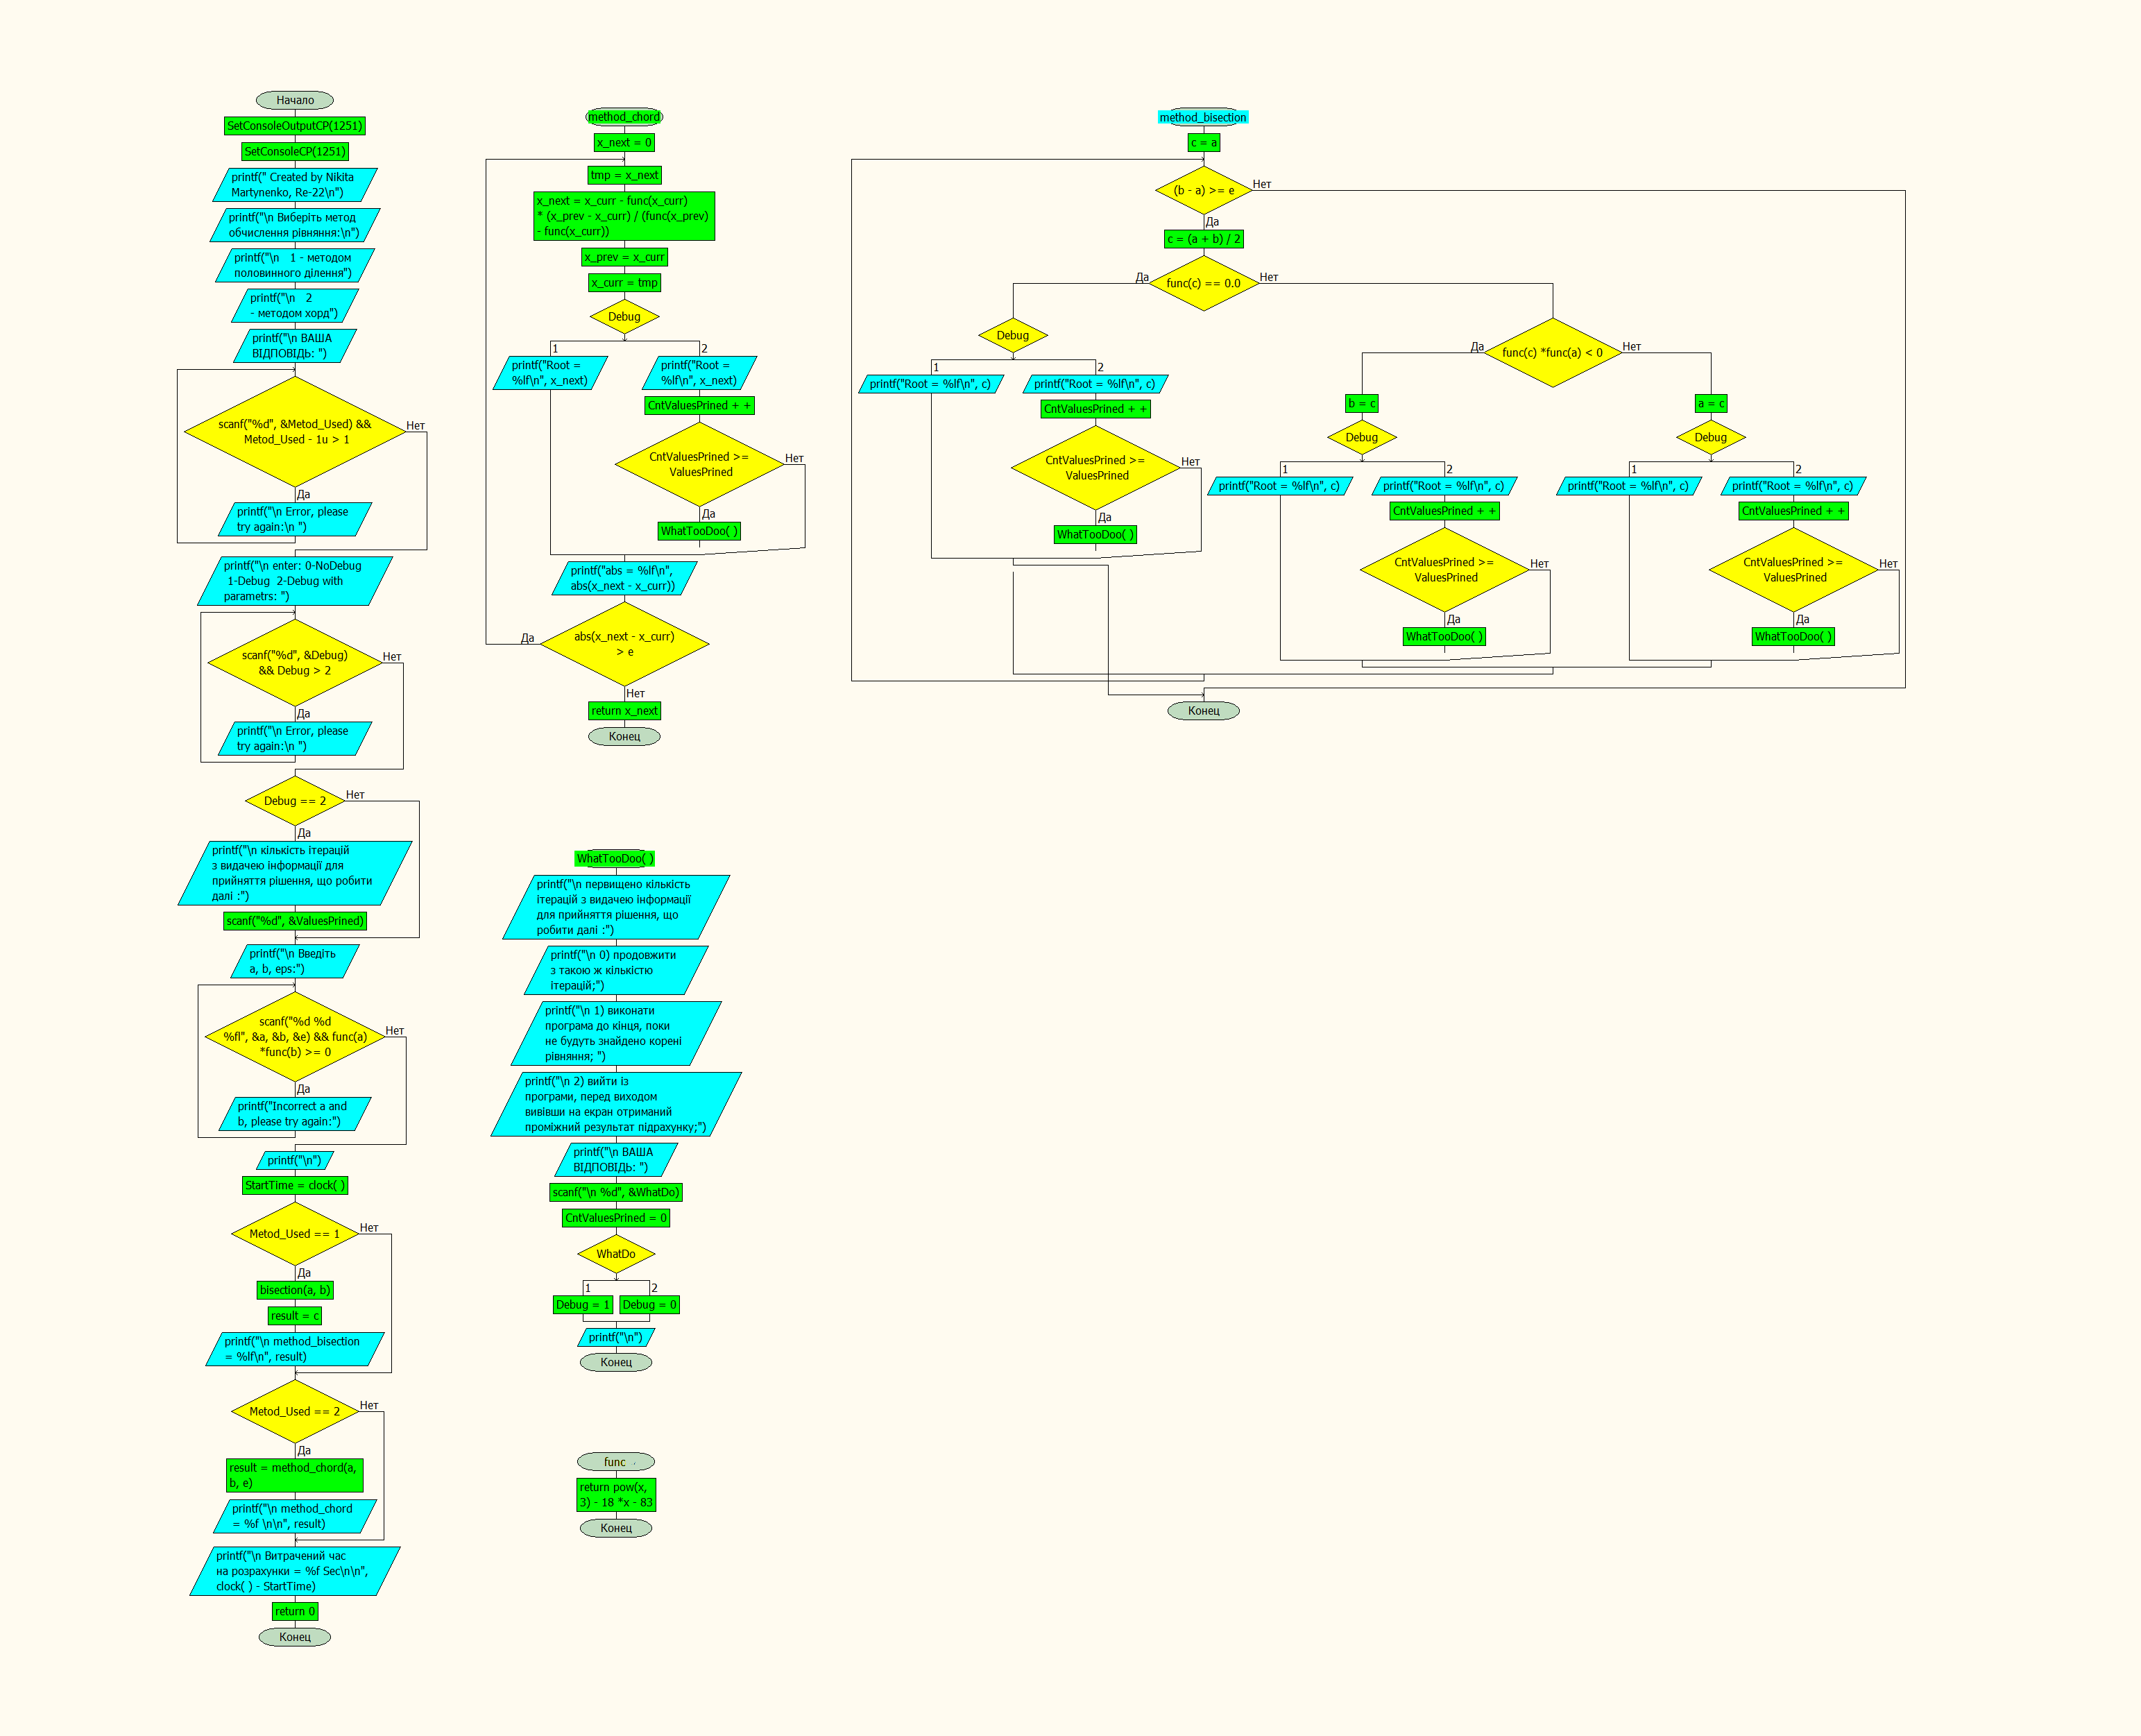 Начало
SetConsoleOutputCP(1251)
SetConsoleCP(1251)
printf(" Created by Nikita
Martynenko, Re-22\n")
printf("\n Виберіть метод
обчислення рівняння:\n")
printf("\n   1 - методом
половинного ділення")
printf("\n   2
- методом хорд")
printf("\n ВАША
ВІДПОВІДЬ: ")
scanf("%d", &Metod_Used) &&
Metod_Used - 1u > 1
Нет
Да
printf("\n Error, please
try again:\n ")
printf("\n enter: 0-NoDebug
1-Debug  2-Debug with
parametrs: ")
scanf("%d", &Debug)
&& Debug > 2
Нет
Да
printf("\n Error, please
try again:\n ")
Debug == 2
Нет
Да
printf("\n кількість ітерацій
з видачею інформації для
прийняття рішення, що робити
далі :")
scanf("%d", &ValuesPrined)
printf("\n Введіть
a, b, eps:")
scanf("%d %d
%fl", &a, &b, &e) && func(a)
*func(b) >= 0
Нет
Да
printf("Incorrect a and
b, please try again:")
printf("\n")
StartTime = clock( )
Metod_Used == 1
Нет
Да
bisection(a, b)
result = c
printf("\n method_bisection
= %lf\n", result)
Metod_Used == 2
Нет
Да
result = method_chord(a,
b, e)
printf("\n method_chord
= %f \n\n", result)
printf("\n Витрачений час
на розрахунки = %f Sec\n\n",
clock( ) - StartTime)
return 0
Конец
method_chord
x_next = 0
tmp = x_next
x_next = x_curr - func(x_curr)
* (x_prev - x_curr) / (func(x_prev)
- func(x_curr))
x_prev = x_curr
x_curr = tmp
Debug
1
2
printf("Root =
%lf\n", x_next)
printf("Root =
%lf\n", x_next)
CntValuesPrined + +
CntValuesPrined >=
ValuesPrined
Нет
Да
WhatTooDoo( )
printf("abs = %lf\n",
abs(x_next - x_curr))
abs(x_next - x_curr)
> e
Да
Нет
return x_next
Конец
WhatTooDoo( )
printf("\n первищено кількість
ітерацій з видачею інформації
для прийняття рішення, що
робити далі :")
printf("\n 0) продовжити
з такою ж кількістю
ітерацій;")
printf("\n 1) виконати
програма до кінця, поки
не будуть знайдено корені
рівняння; ")
printf("\n 2) вийти із
програми, перед виходом
вивівши на екран отриманий
проміжний результат підрахунку;")
printf("\n ВАША
ВІДПОВІДЬ: ")
scanf("\n %d", &WhatDo)
CntValuesPrined = 0
WhatDo
1
2
Debug = 1
Debug = 0
printf("\n")
Конец
func
return pow(x,
3) - 18 *x - 83
Конец
method_bisection
c = a
(b - a) >= e
Нет
Да
c = (a + b) / 2
func(c) == 0.0
Да
Нет
Debug
1
2
printf("Root = %lf\n", c)
printf("Root = %lf\n", c)
CntValuesPrined + +
CntValuesPrined >=
ValuesPrined
Нет
Да
WhatTooDoo( )
func(c) *func(a) < 0
Да
Нет
b = c
Debug
1
2
printf("Root = %lf\n", c)
printf("Root = %lf\n", c)
CntValuesPrined + +
CntValuesPrined >=
ValuesPrined
Нет
Да
WhatTooDoo( )
a = c
Debug
1
2
printf("Root = %lf\n", c)
printf("Root = %lf\n", c)
CntValuesPrined + +
CntValuesPrined >=
ValuesPrined
Нет
Да
WhatTooDoo( )
Конец